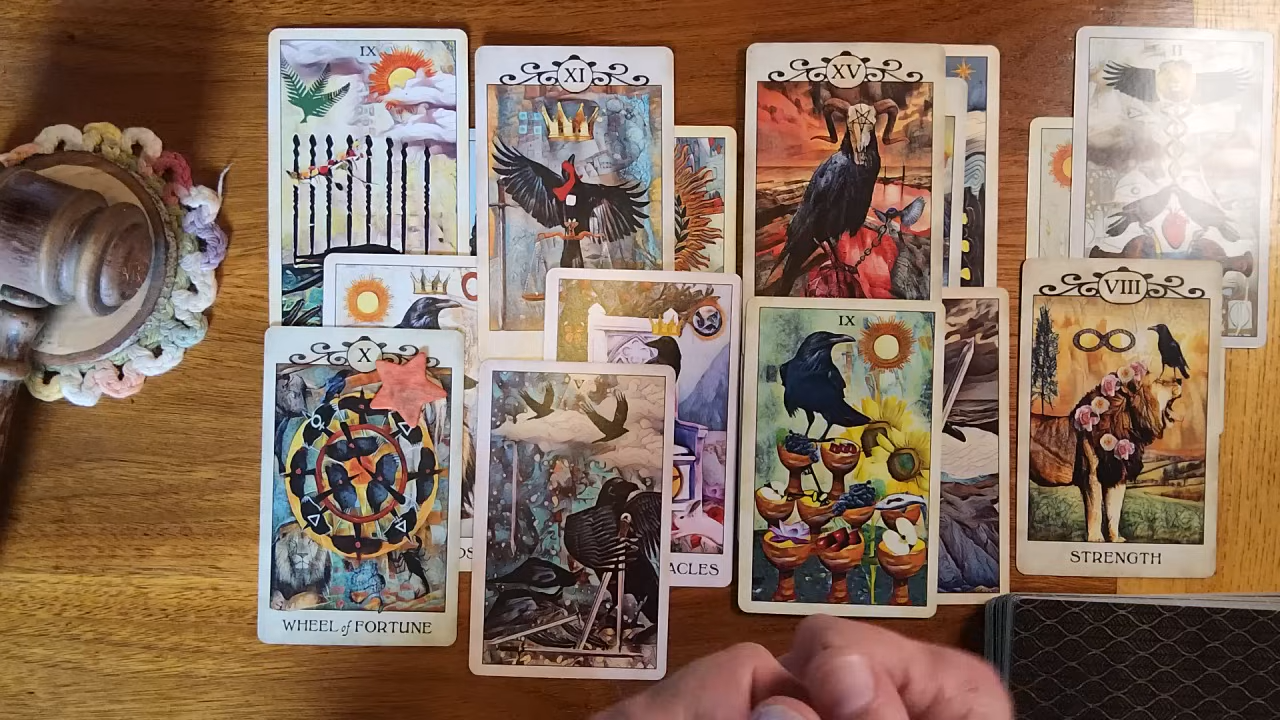 IX
XI
XV
II
VIII
X
IX
V
STRENGTH
WHEEL of FORTUNE
ACLES